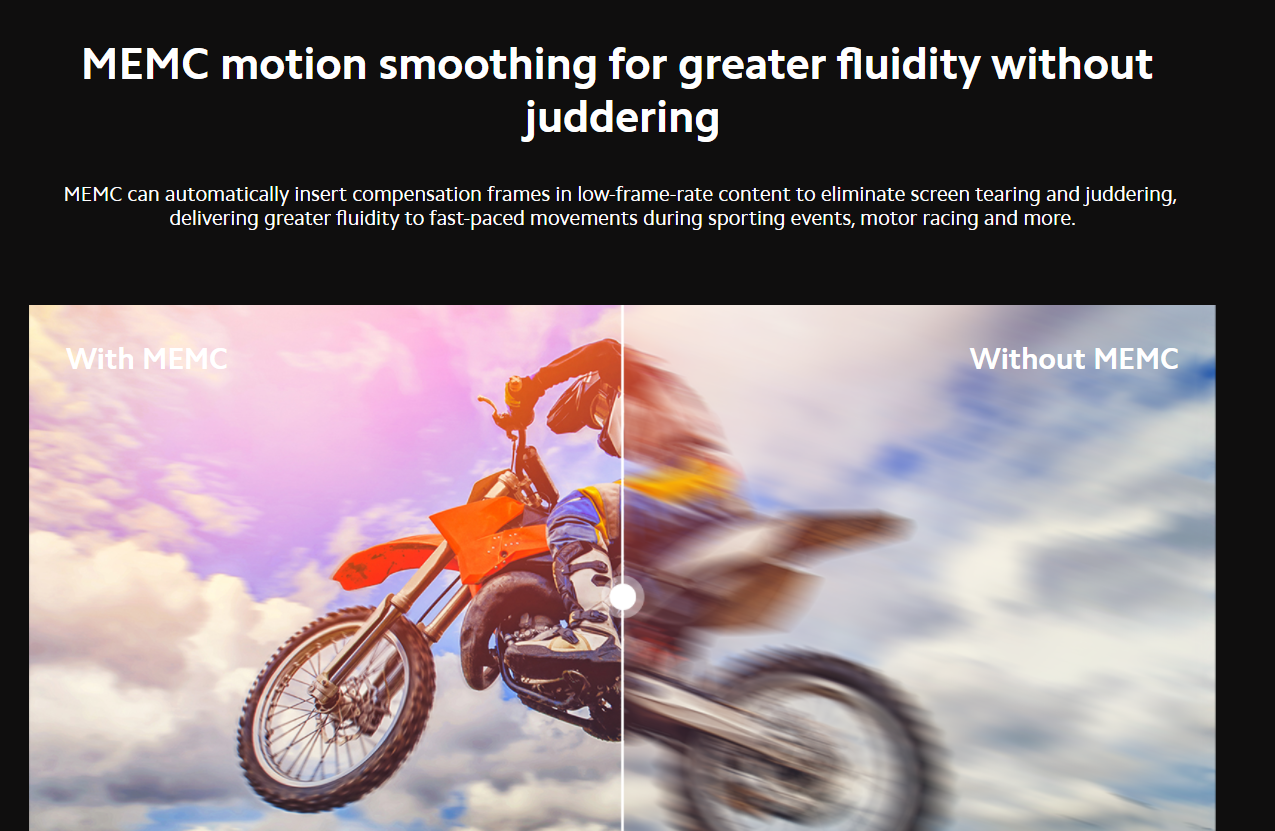 MEMC motion smoothing for greater fluidity without
juddering
MEMC can automatically insert compensation frames in low-frame-rate content to eliminate screen tearing and juddering,
delivering greater fluidity to fast-paced movements during sporting events, motor racing and more.
With MEMC
Without MEMC